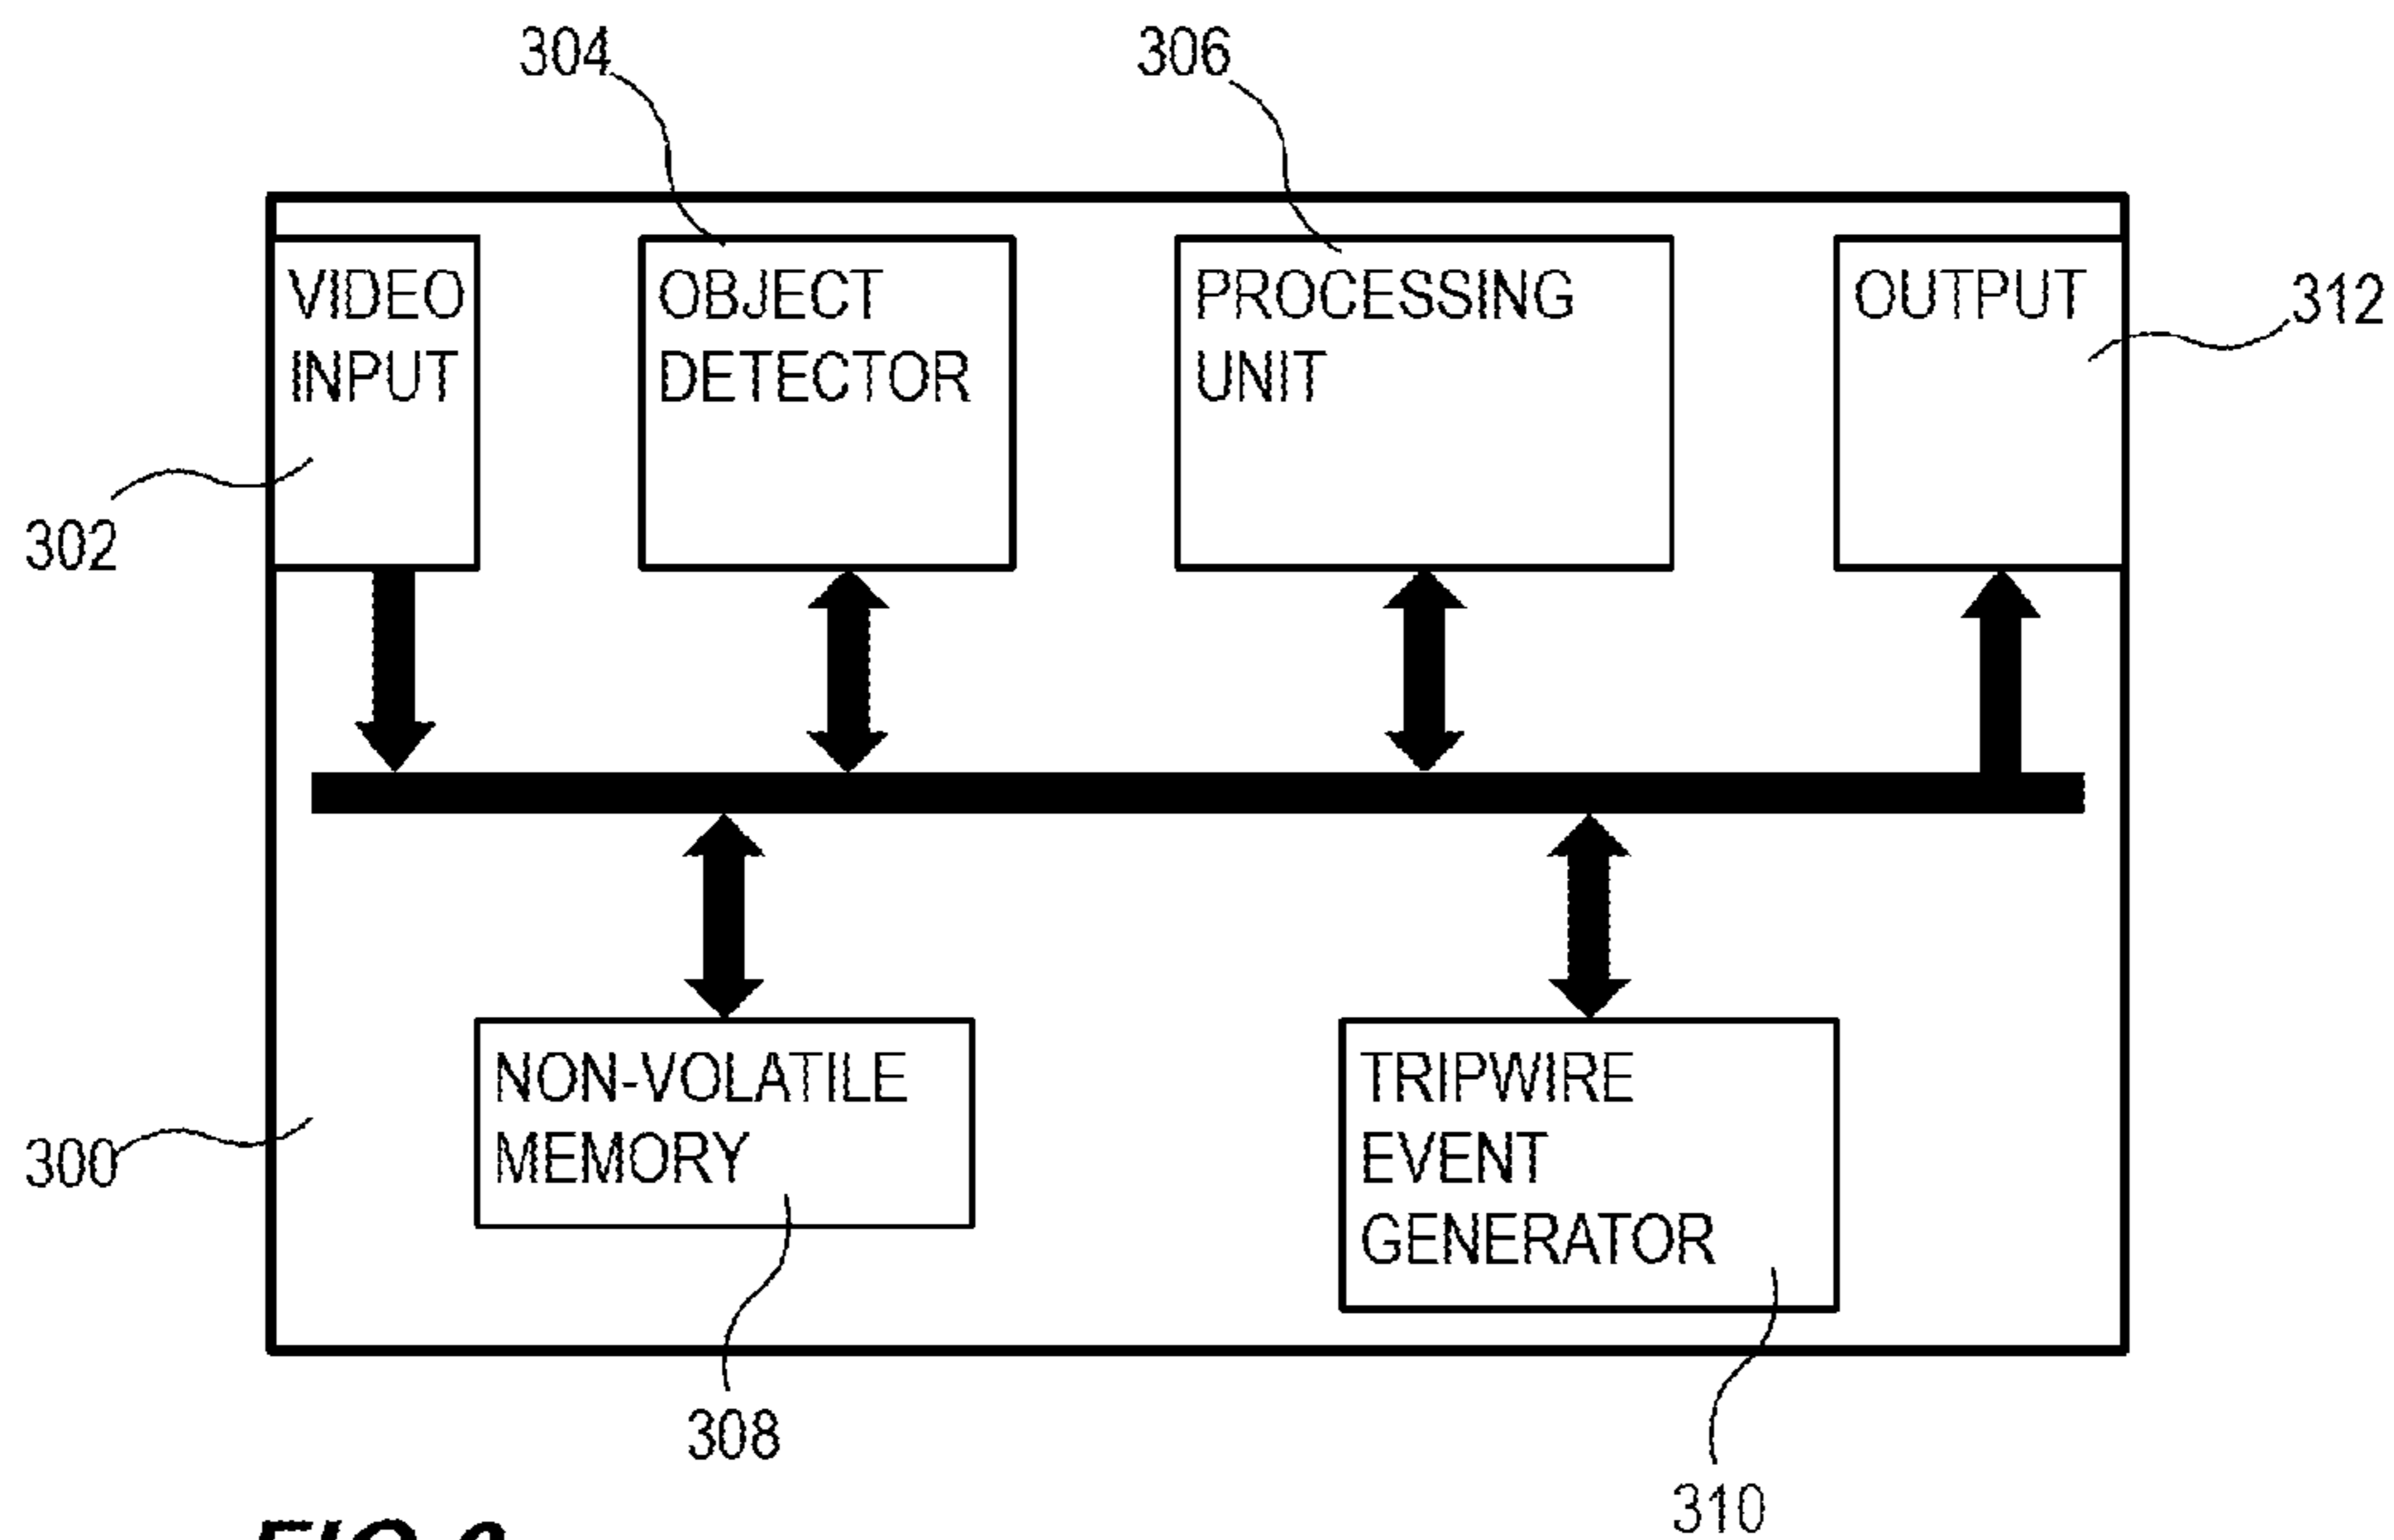 304
306
VIDEO
INPUT
OBJECT
DETECTOR
PROCESSING
UNIT
OUTPUT
312
302
NON-VOLATILE
MEMORY
TRIPWIRE
EVENT
GENERATOR
300
308
310